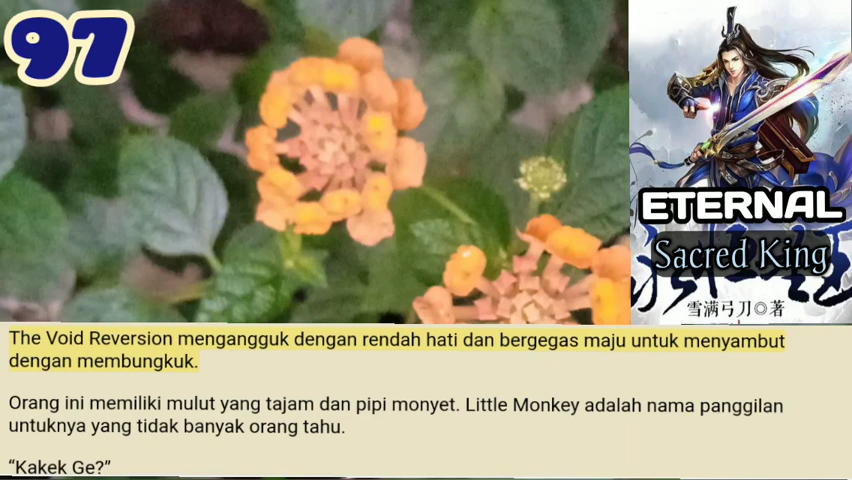 97
ETERNAL
Sacred King
雪满弓刀◎著
The Void Reversion mengangguk dengan rendah hati dan bergegas maju untuk menyambut
dengan membungkuk.
Orang ini memiliki mulut yang tajam dan pipi monyet. Little Monkey adalah nama panggilan
untuknya yang tidak banyak orang tahu.
“Kakek Ge?”